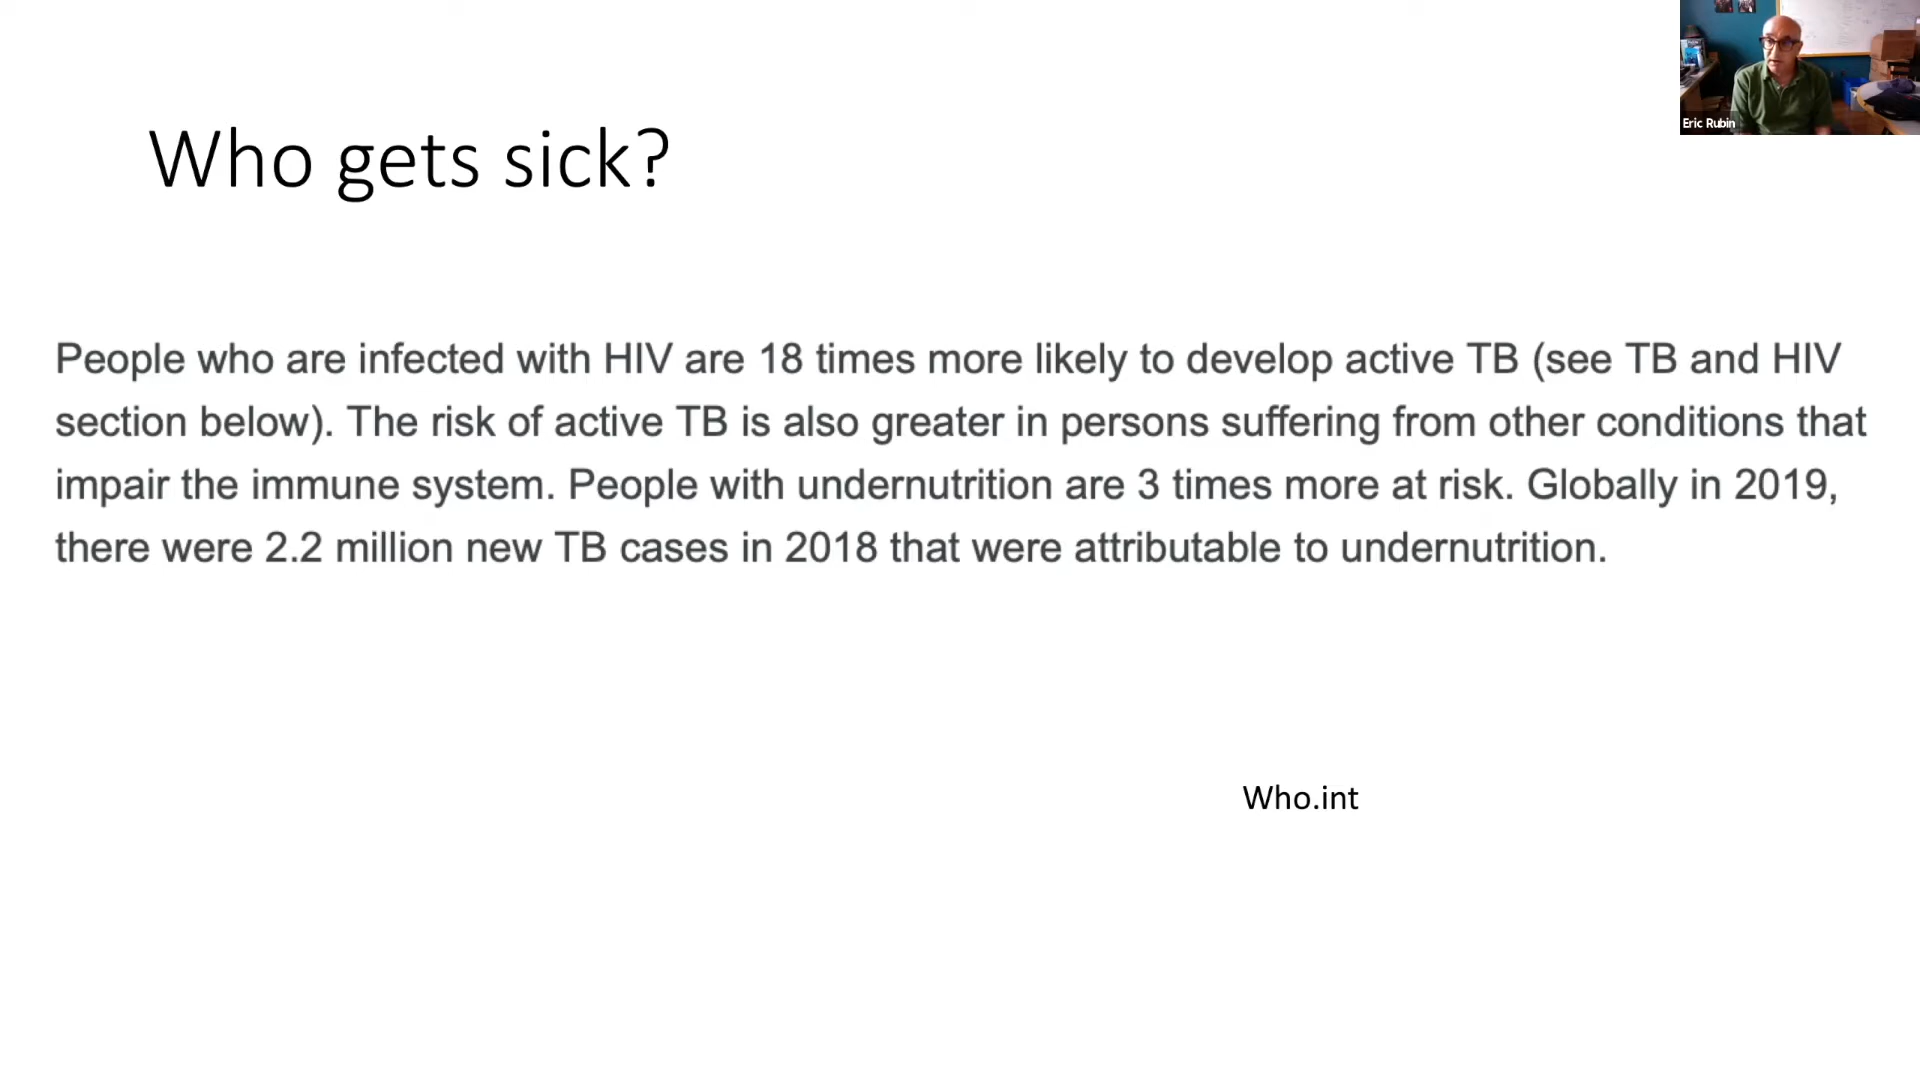 Eric Rubin
Who gets sick?
People who are infected with HIV are 18 times more likely to develop active TB (see TB and HIV
section below). The risk of active TB is also greater in persons suffering from other conditions that
impair the immune system. People with undernutrition are 3 times more at risk. Globally in 2019,
there were 2.2 million new TB cases in 2018 that were attributable to undernutrition.
Who.int